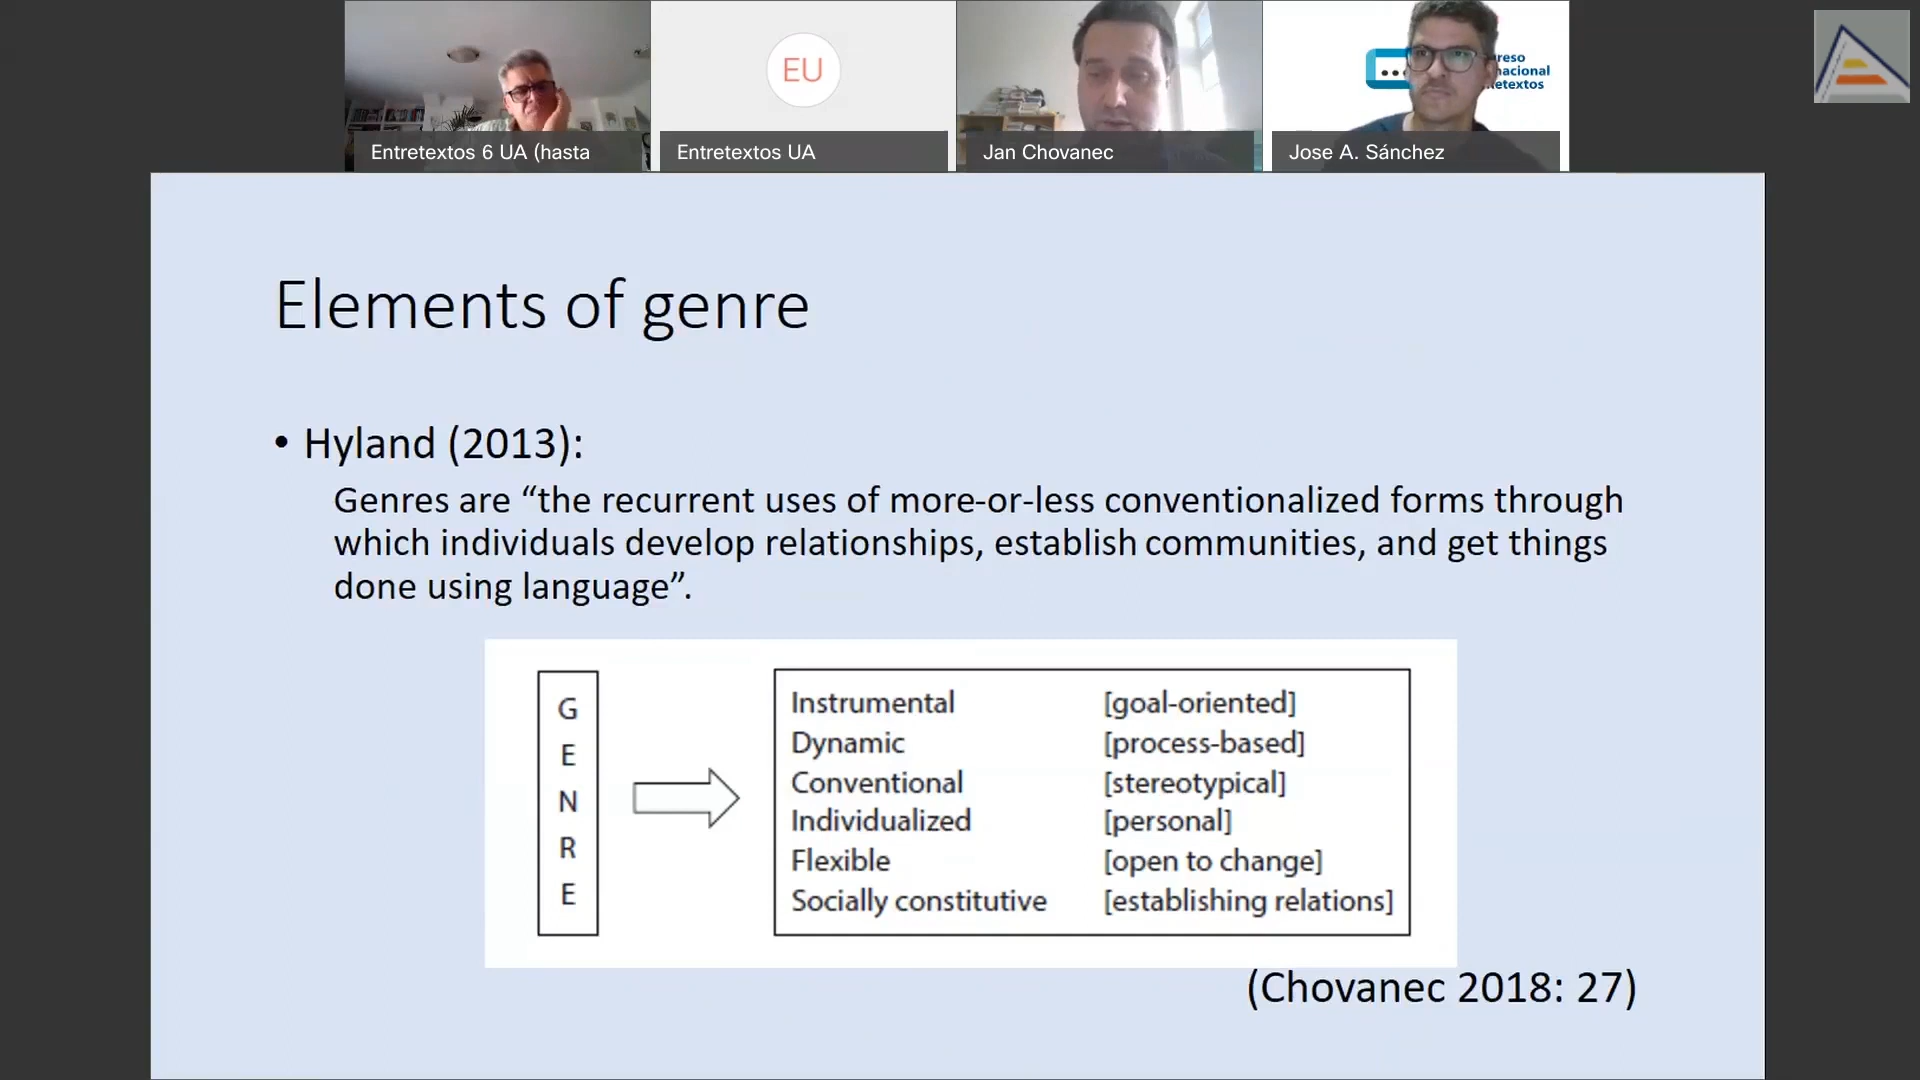 EU
reso
nacional
etextos
Entretextos 6 UA (hasta
Entretextos UA
Jan Chovanec
Jose A. Sánchez
Elements of genre
• Hyland (2013):
Genres are “the recurrent uses of more-or-less conventionalized forms through
which individuals develop relationships, establish communities, and get things
done using language”.
G
E
N
R
E
Instrumental [goal-oriented]
Dynamic [process-based]
Conventional [stereotypical]
Individualized [personal]
Flexible [open to change]
Socially constitutive [establishing relations]
(Chovanec 2018: 27)